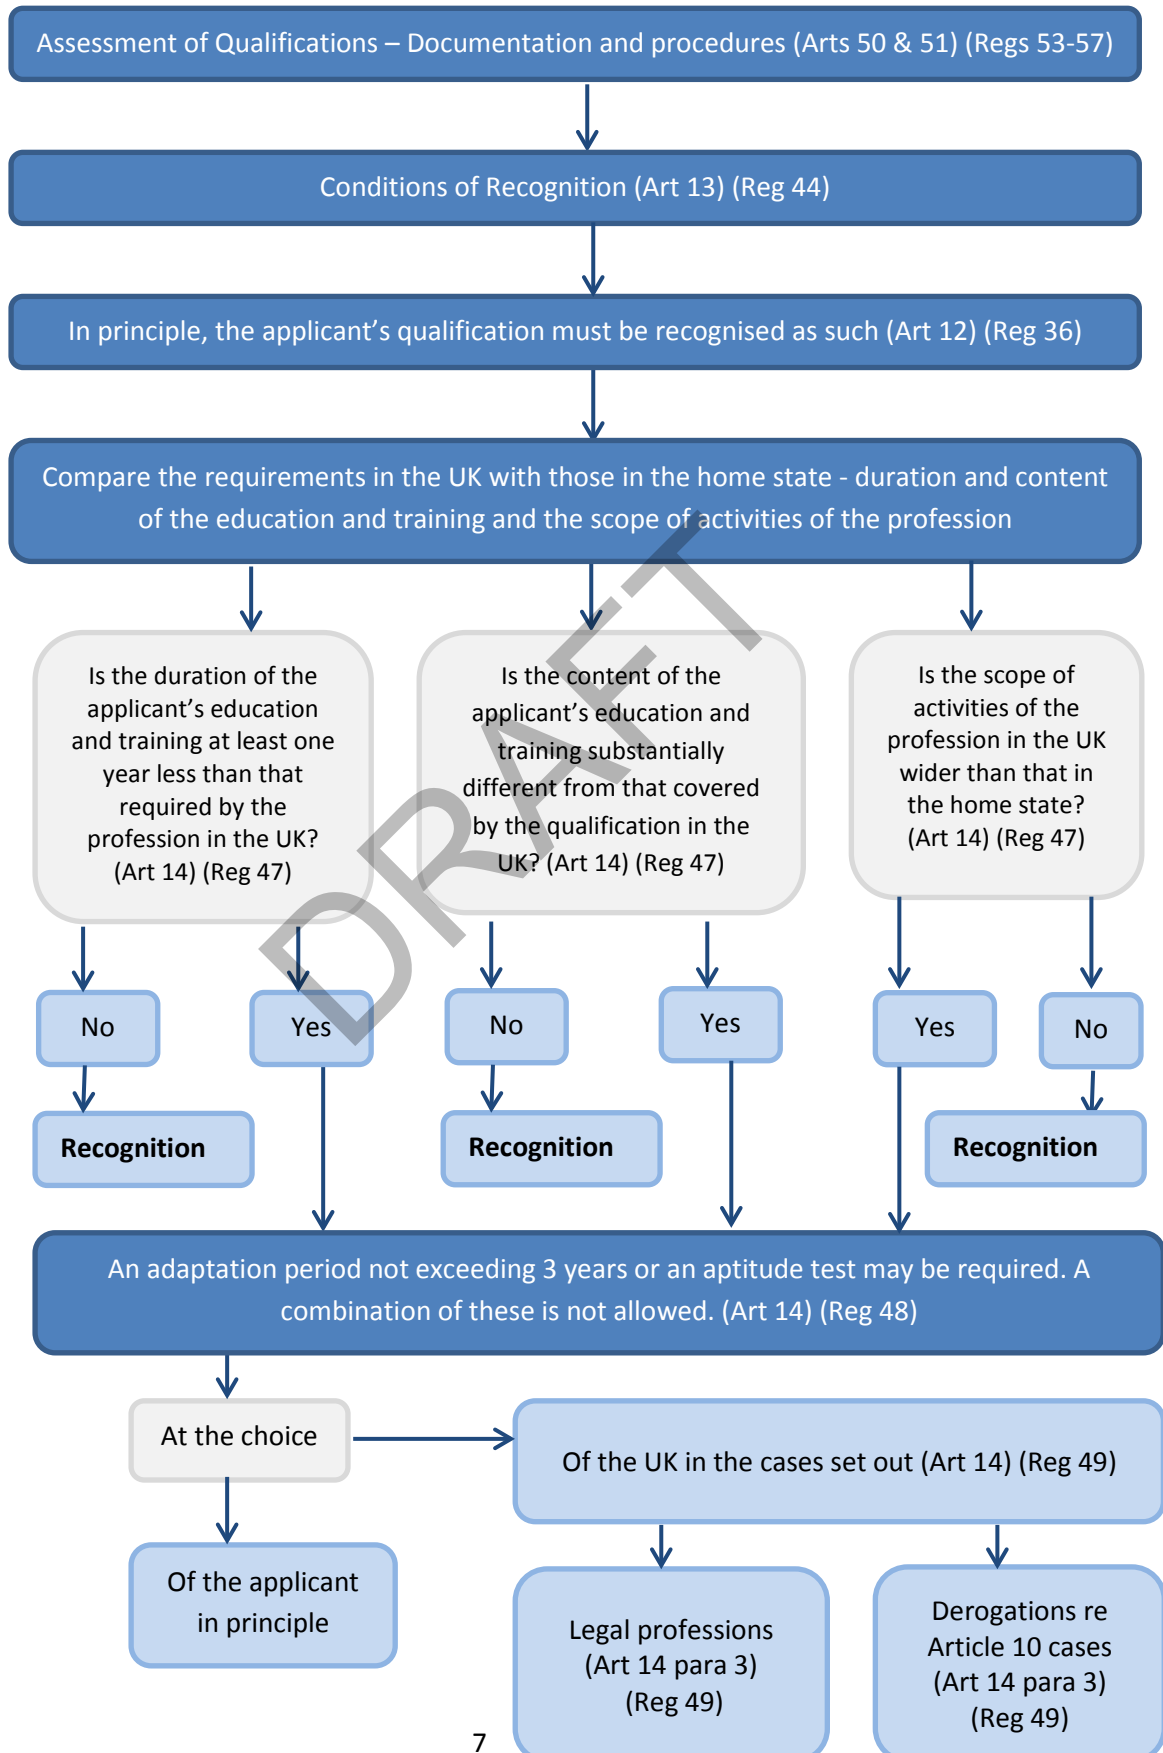 Assessment of Qualifications – Documentation and procedures (Arts 50 & 51) (Regs 53-57)
Conditions of Recognition (Art 13) (Reg 44)
In principle, the applicant’s qualification must be recognised as such (Art 12) (Reg 36)
Compare the requirements in the UK with those in the home state - duration and content
of the education and training and the scope of activities of the profession
Is the duration of the
applicant’s education
and training at least one
year less than that
required by the
profession in the UK?
(Art 14) (Reg 47)
Is the content of the
applicant’s education and
training substantially
different from that covered
by the qualification in the
UK? (Art 14) (Reg 47)
Is the scope of
activities of the
profession in the UK
wider than that in
the home state?
(Art 14) (Reg 47)
DRAFT
No
Yes
No
Yes
Yes
No
Recognition
Recognition
Recognition
An adaptation period not exceeding 3 years or an aptitude test may be required. A
combination of these is not allowed. (Art 14) (Reg 48)
At the choice
Of the UK in the cases set out (Art 14) (Reg 49)
Of the applicant
in principle
Legal professions
(Art 14 para 3)
(Reg 49)
Derogations re
Article 10 cases
(Art 14 para 3)
(Reg 49)
7